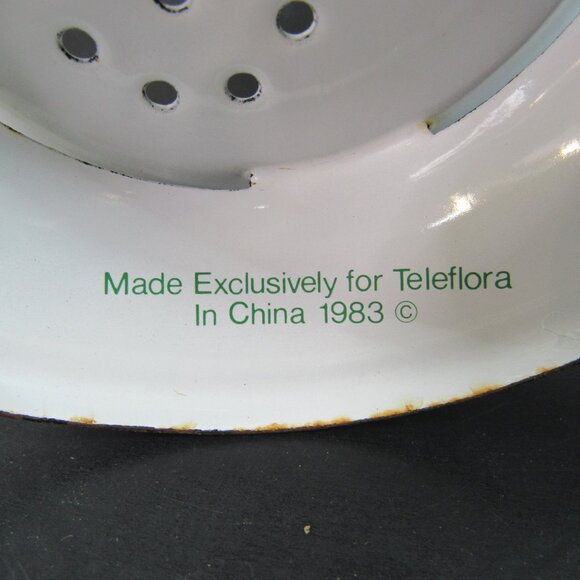 Made Exclusively for Teleflora
In China 1983 ©